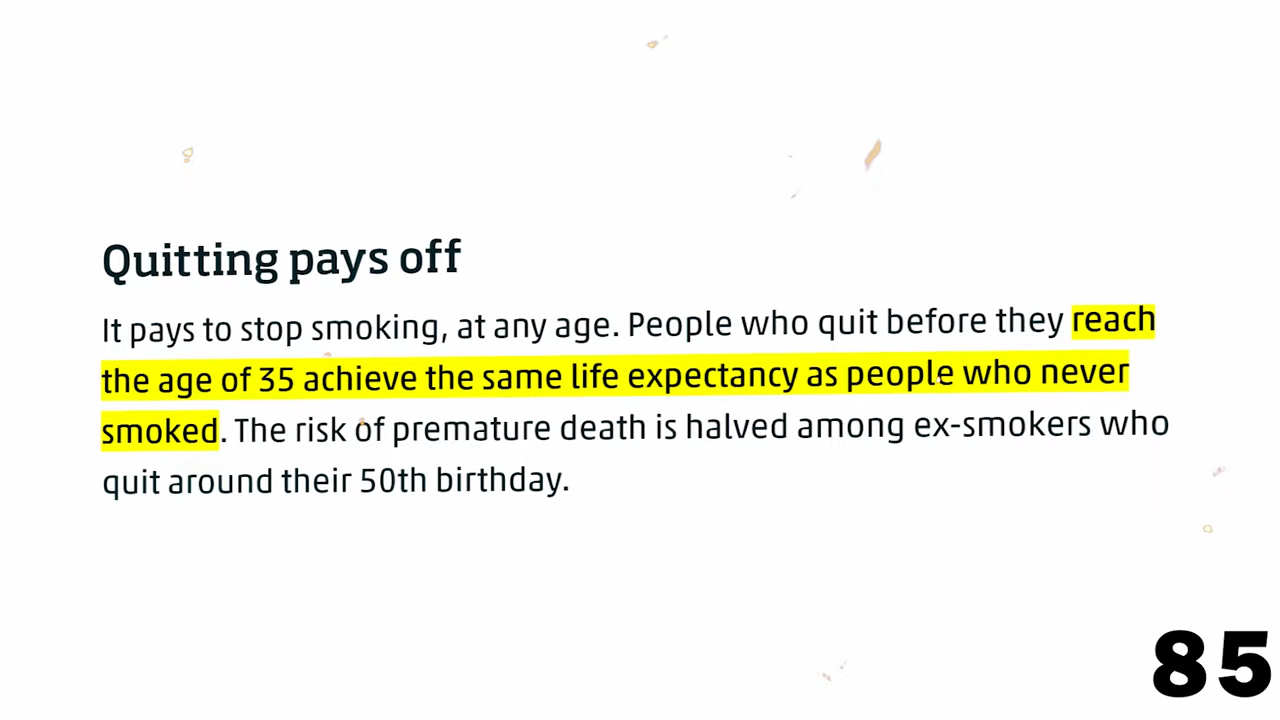 Quitting pays off
It pays to stop smoking, at any age. People who quit before they reach
the age of 35 achieve the same life expectancy as people who never
smoked. The risk of premature death is halved among ex-smokers who
quit around their 50th birthday.
85